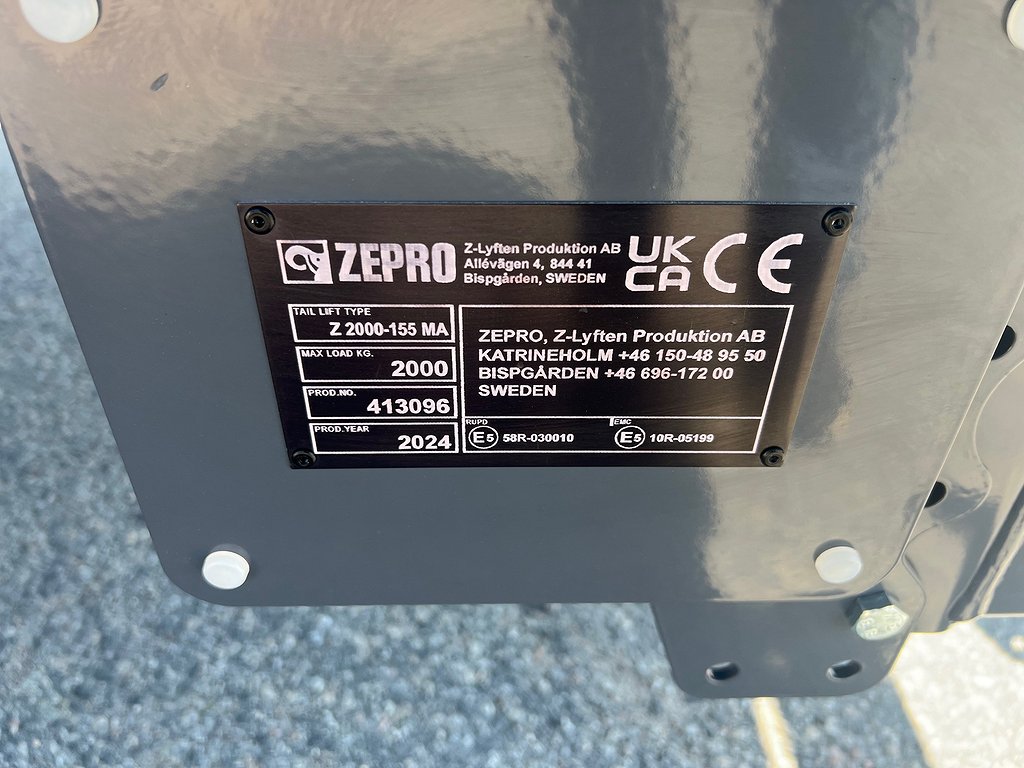 ZEPRO
Z-Lyften Produktion AB
Allévägen 4, 844 41
Bispgården, SWEDEN
UK
CA
CE
TAIL LIFT TYPE
Z 2000-155 MA
MAX LOAD KG.
2000
PROD.NO.
413096
PROD.YEAR
2024
ZEPRO, Z-Lyften Produktion AB
KATRINEHOLM +46 150-48 95 50
BISPGÅRDEN +46 696-172 00
SWEDEN
RUPD
E5 58R-030010
EMC
E5 10R-05199